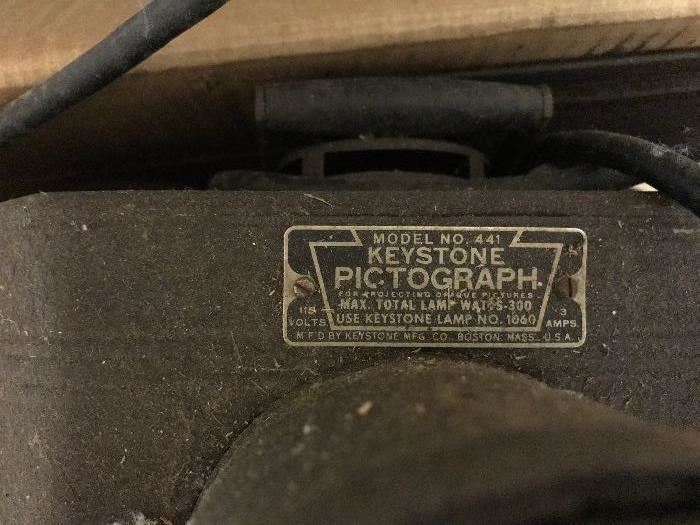 MODEL NO. 441
KEYSTONE
PICTOGRAPH
FOR PROJECTING OPAQUE PICTURES
MAX. TOTAL LAMP WATTS-300
115 VOLTS
USE KEYSTONE LAMP NO. 1060
3 AMPS.
M.F'D BY KEYSTONE MFG. CO. BOSTON, MASS. U.S.A.